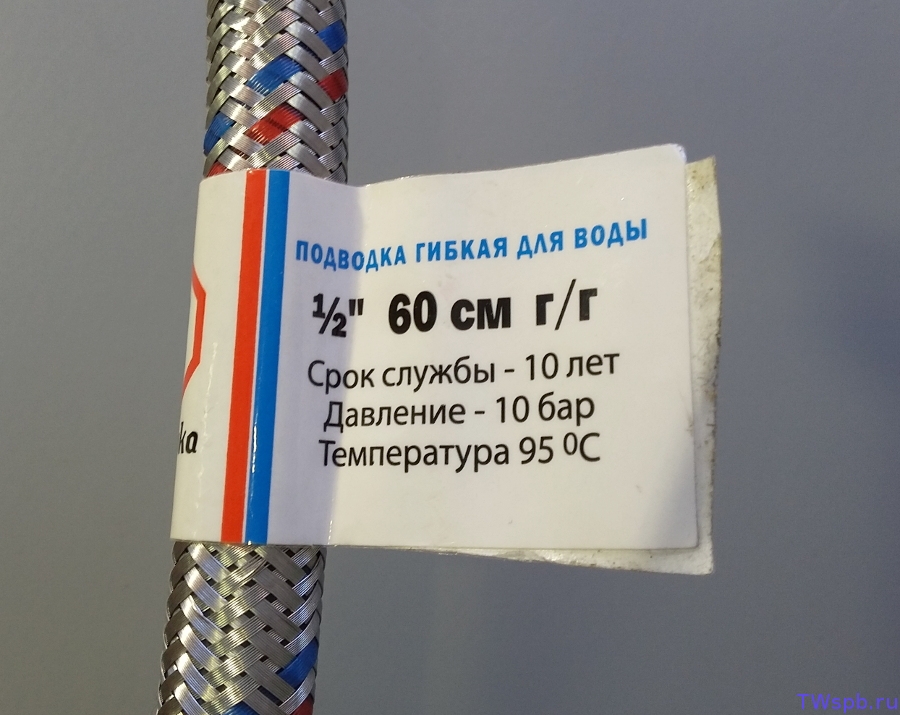 ПОДВОДКА ГИБКАЯ ДЛЯ ВОДЫ
½" 60 см г/г
Срок службы - 10 лет
Давление - 10 бар
Температура 95 ⁰С
ka
TWspb.ru